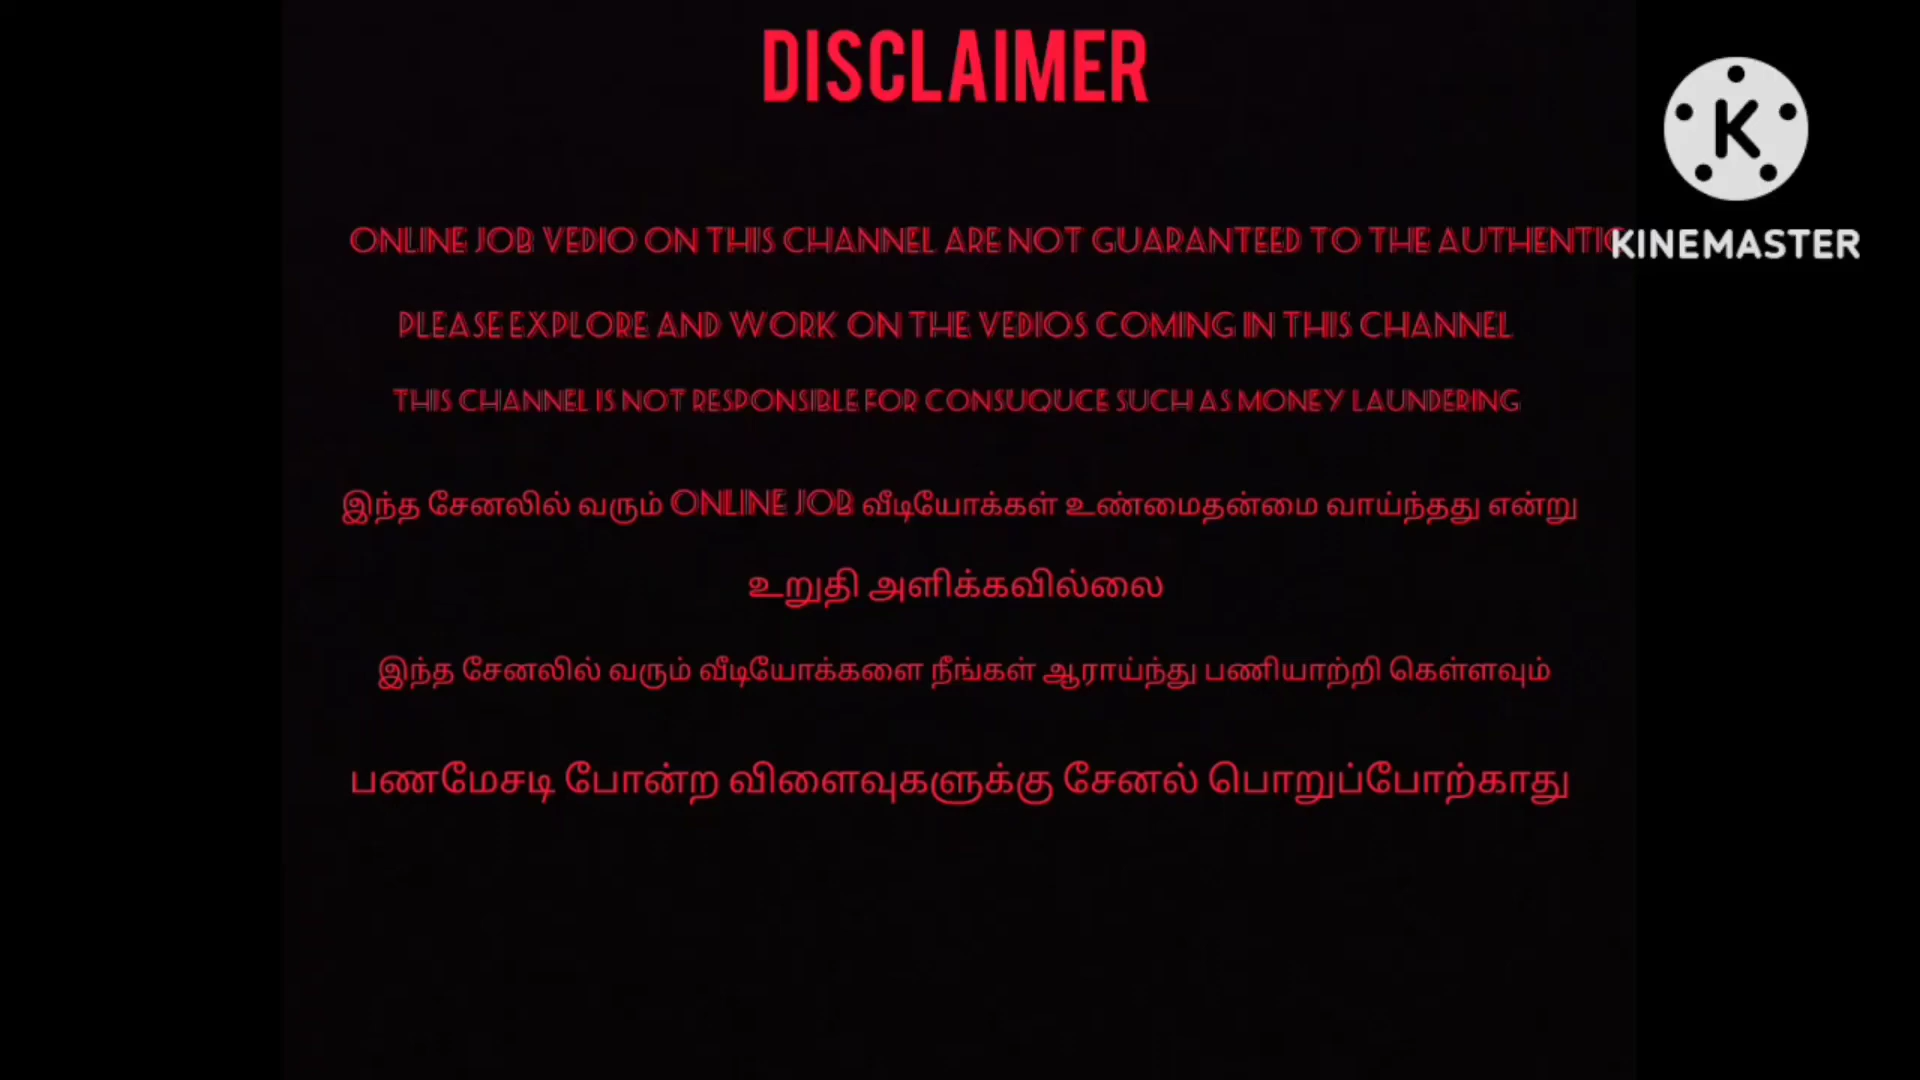 DISCLAIMER
ONLINE JOB VEDIO ON THIS CHANNEL ARE NOT GUARANTEED TO THE AUTHENTIC
KINEMASTER
PLEASE EXPLORE AND WORK ON THE VEDIOS COMING IN THIS CHANNEL
THIS CHANNEL IS NOT RESPONSIBLE FOR CONSUQUCE SUCH AS MONEY LAUNDERING
இந்த சேனலில் வரும் ONLINE JOB வீடியோக்கள் உண்மைதன்மை வாய்ந்தது என்று
உறுதி அளிக்கவில்லை
இந்த சேனலில் வரும் வீடியோக்களை நீங்கள் ஆராய்ந்து பணியாற்றி கெள்ளவும்
பணமேசடி போன்ற விளைவுகளுக்கு சேனல் பொறுப்போற்காது